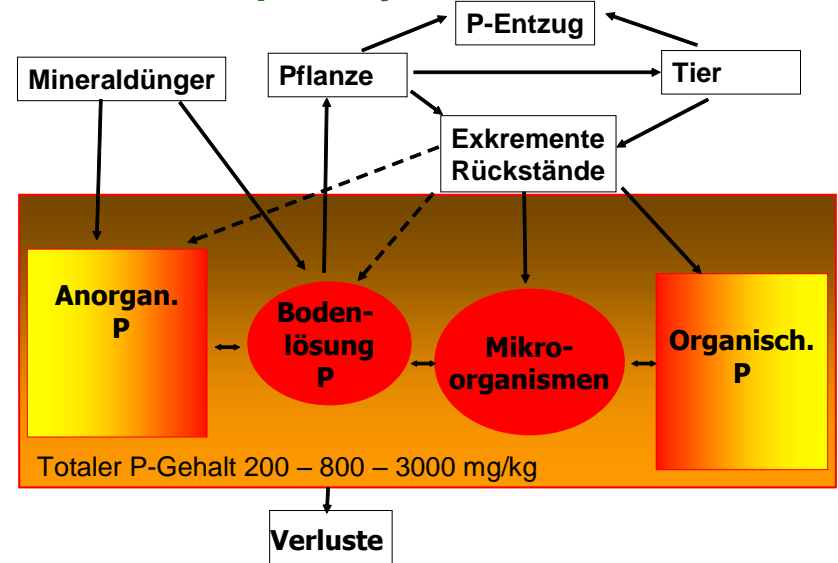 P-Entzug
Mineraldünger
Pflanze
Tier
Exkremente
Rückstände
Anorgan.
P
Boden-
lösung
P
Mikro-
organismen
Organisch.
P
Totaler P-Gehalt 200 – 800 – 3000 mg/kg
Verluste